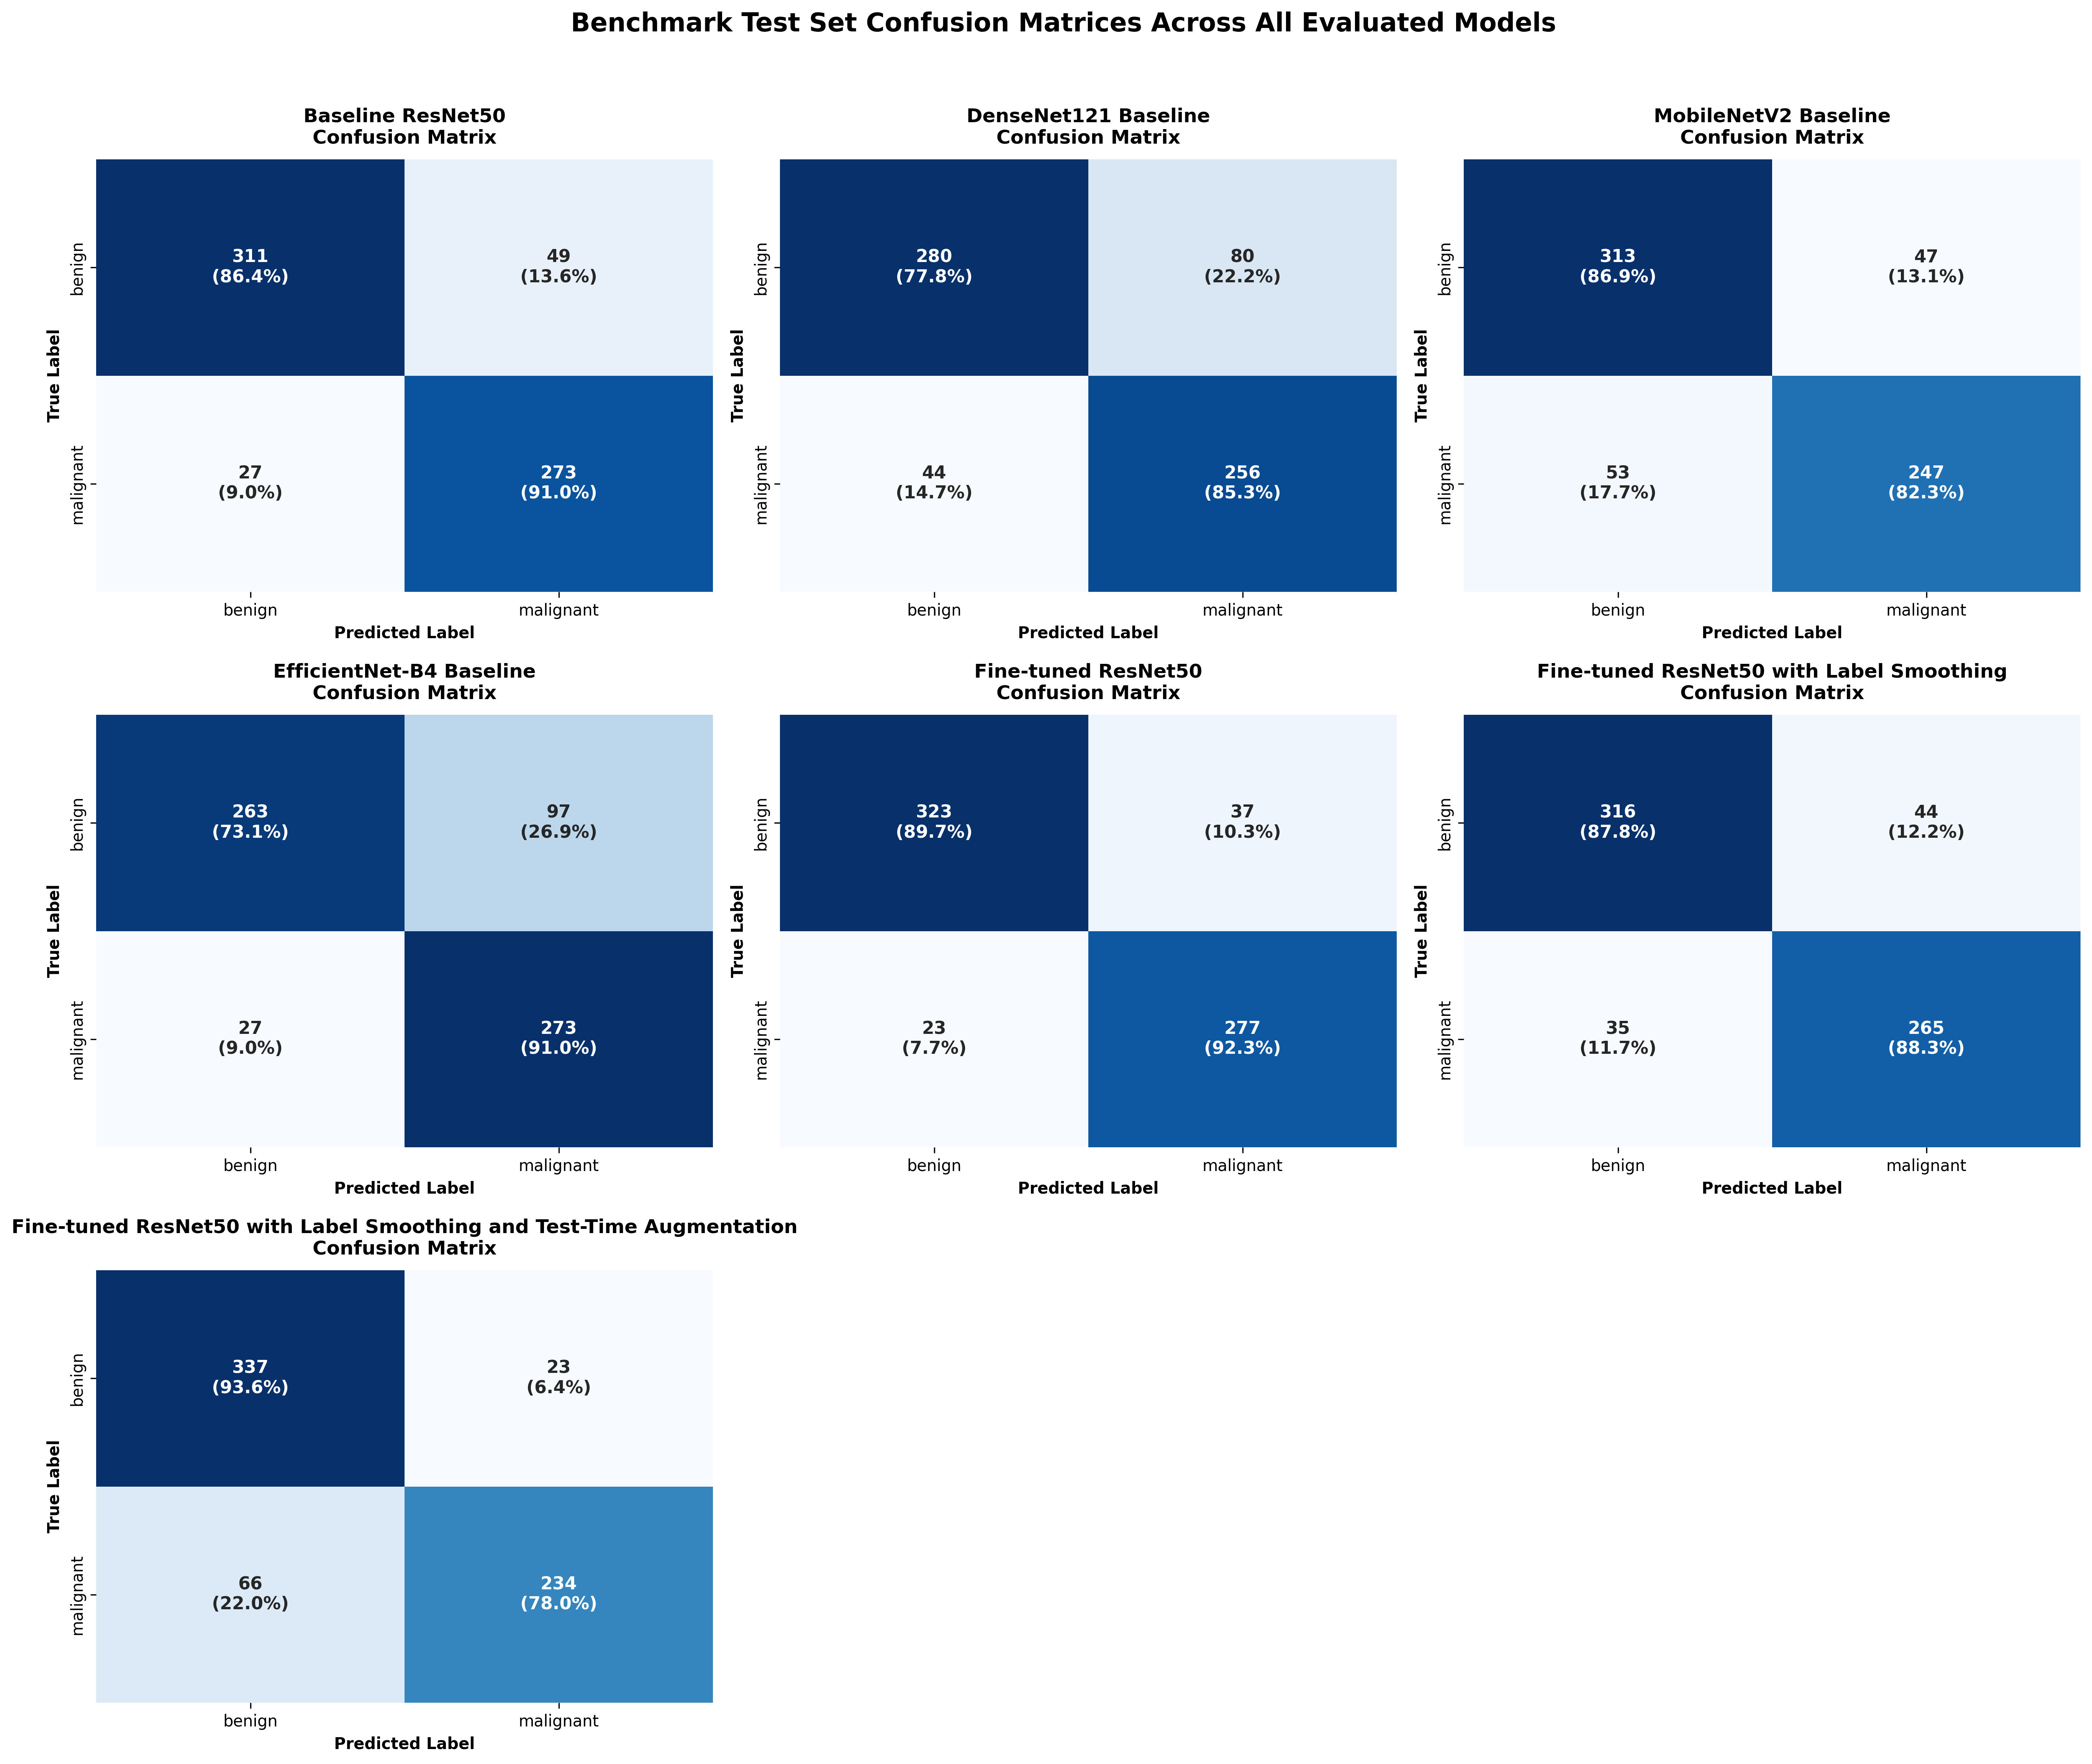 Benchmark Test Set Confusion Matrices Across All Evaluated Models
Baseline ResNet50
Confusion Matrix
True Label
benign
malignant
311
(86.4%)
49
(13.6%)
27
(9.0%)
273
(91.0%)
benign
malignant
Predicted Label
DenseNet121 Baseline
Confusion Matrix
True Label
benign
malignant
280
(77.8%)
80
(22.2%)
44
(14.7%)
256
(85.3%)
benign
malignant
Predicted Label
MobileNetV2 Baseline
Confusion Matrix
True Label
benign
malignant
313
(86.9%)
47
(13.1%)
53
(17.7%)
247
(82.3%)
benign
malignant
Predicted Label
EfficientNet-B4 Baseline
Confusion Matrix
True Label
benign
malignant
263
(73.1%)
97
(26.9%)
27
(9.0%)
273
(91.0%)
benign
malignant
Predicted Label
Fine-tuned ResNet50
Confusion Matrix
True Label
benign
malignant
323
(89.7%)
37
(10.3%)
23
(7.7%)
277
(92.3%)
benign
malignant
Predicted Label
Fine-tuned ResNet50 with Label Smoothing
Confusion Matrix
True Label
benign
malignant
316
(87.8%)
44
(12.2%)
35
(11.7%)
265
(88.3%)
benign
malignant
Predicted Label
Fine-tuned ResNet50 with Label Smoothing and Test-Time Augmentation
Confusion Matrix
True Label
benign
malignant
337
(93.6%)
23
(6.4%)
66
(22.0%)
234
(78.0%)
benign
malignant
Predicted Label